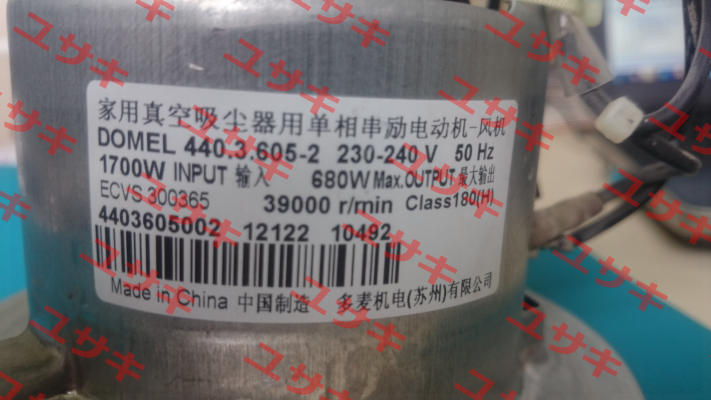 家用真空吸尘器用单相串励电动机-风机
DOMEL 440.3.605-2 230-240 V 50 Hz
1700W INPUT 输入 680W Max.OUTPUT 最大输出
ECVS 300365 39000 r/min Class180(H)
4403605002 12122 10492
Made in China 中国制造 多麦机电(苏州)有限公司
ユサキ